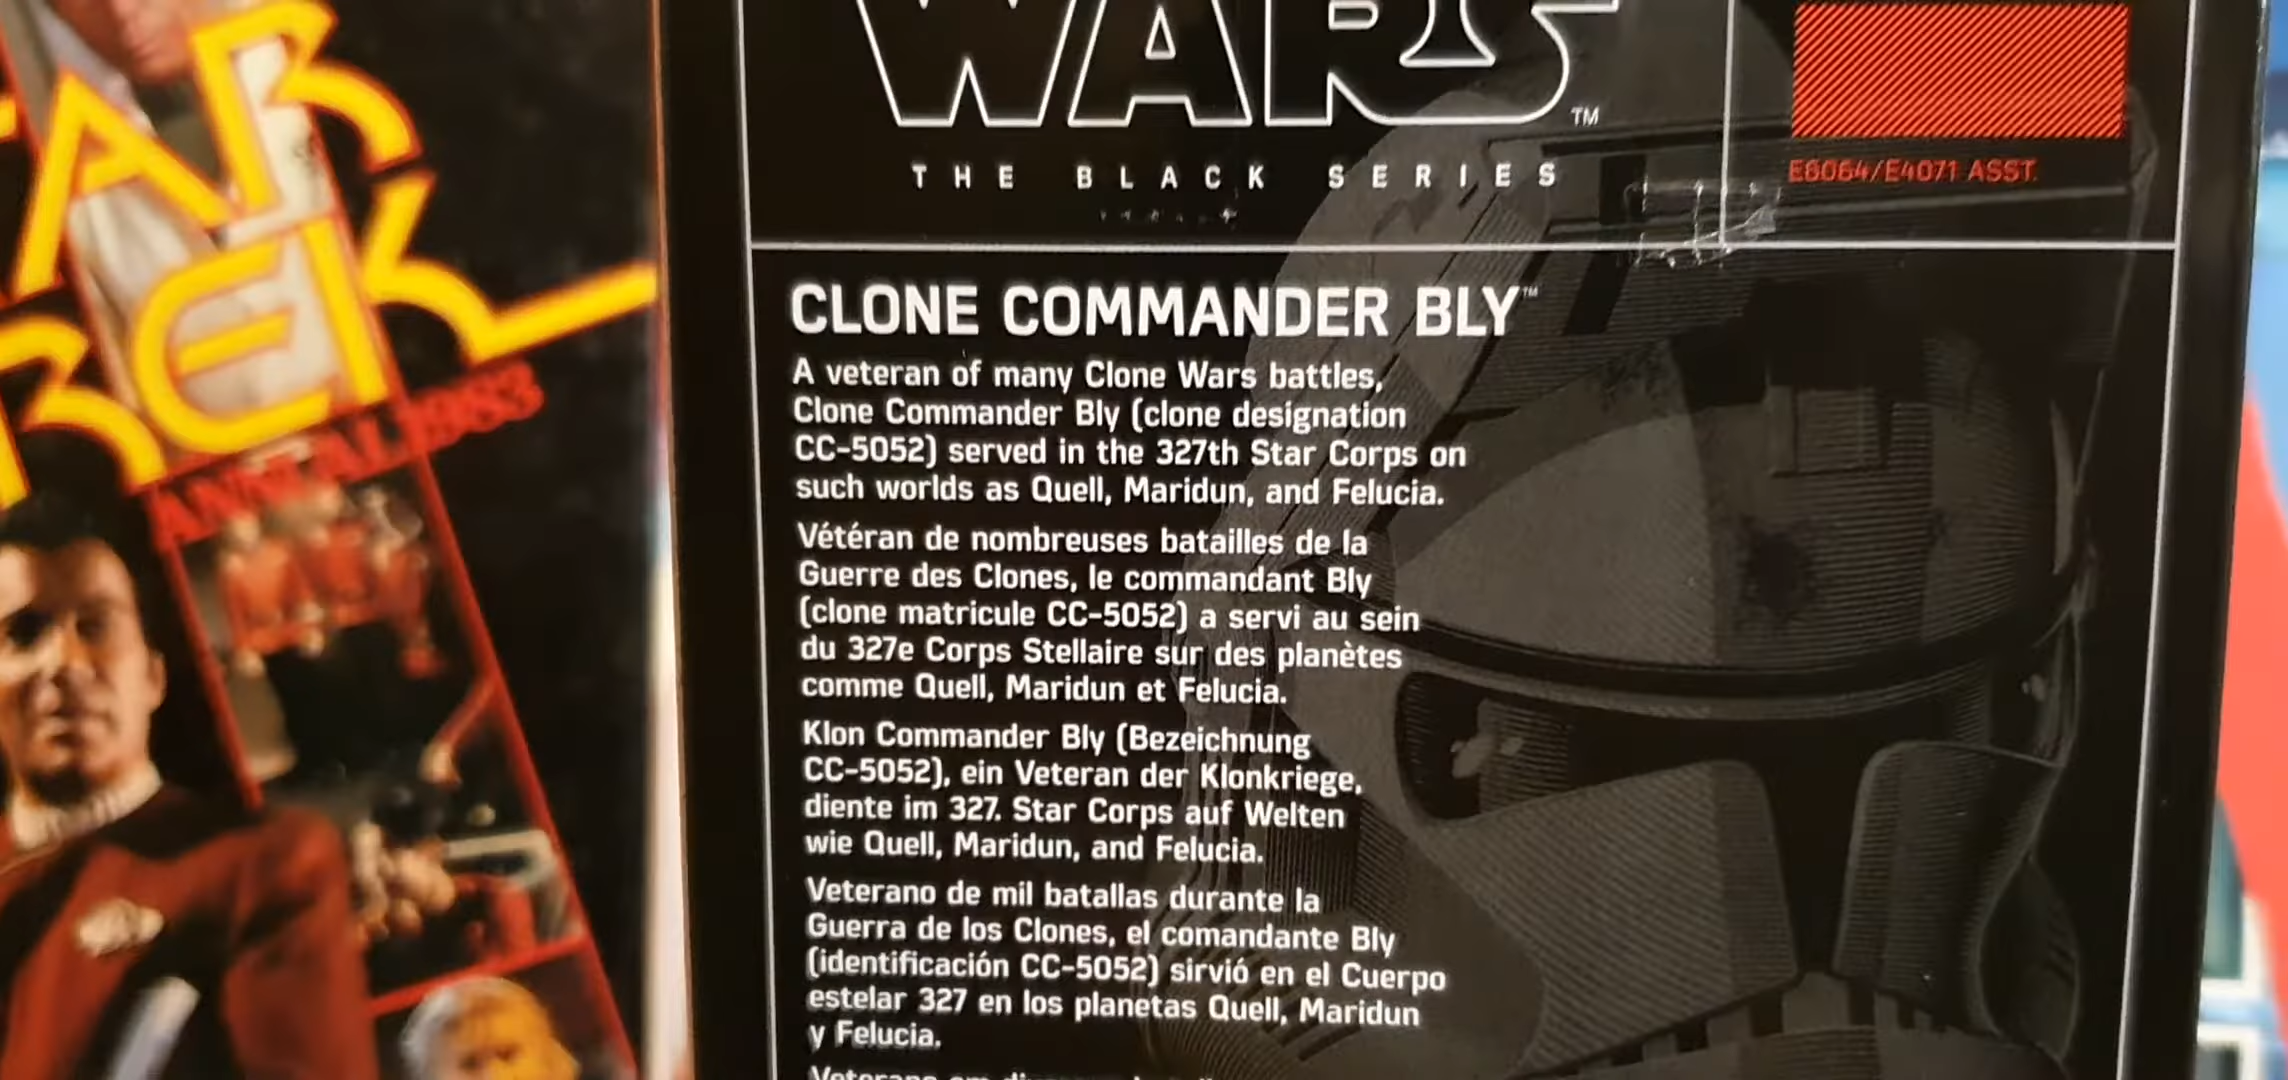 STAR
TREK
ANNUAL 1983
WARS™
THE BLACK SERIES
E8064/E4071 ASST.
CLONE COMMANDER BLY™
A veteran of many Clone Wars battles,
Clone Commander Bly (clone designation
CC-5052) served in the 327th Star Corps on
such worlds as Quell, Maridun, and Felucia.
Vétéran de nombreuses batailles de la
Guerre des Clones, le commandant Bly
(clone matricule CC-5052) a servi au sein
du 327e Corps Stellaire sur des planètes
comme Quell, Maridun et Felucia.
Klon Commander Bly (Bezeichnung
CC-5052), ein Veteran der Klonkriege,
diente im 327. Star Corps auf Welten
wie Quell, Maridun, and Felucia.
Veterano de mil batallas durante la
Guerra de los Clones, el comandante Bly
(identificación CC-5052) sirvió en el Cuerpo
estelar 327 en los planetas Quell, Maridun
y Felucia.